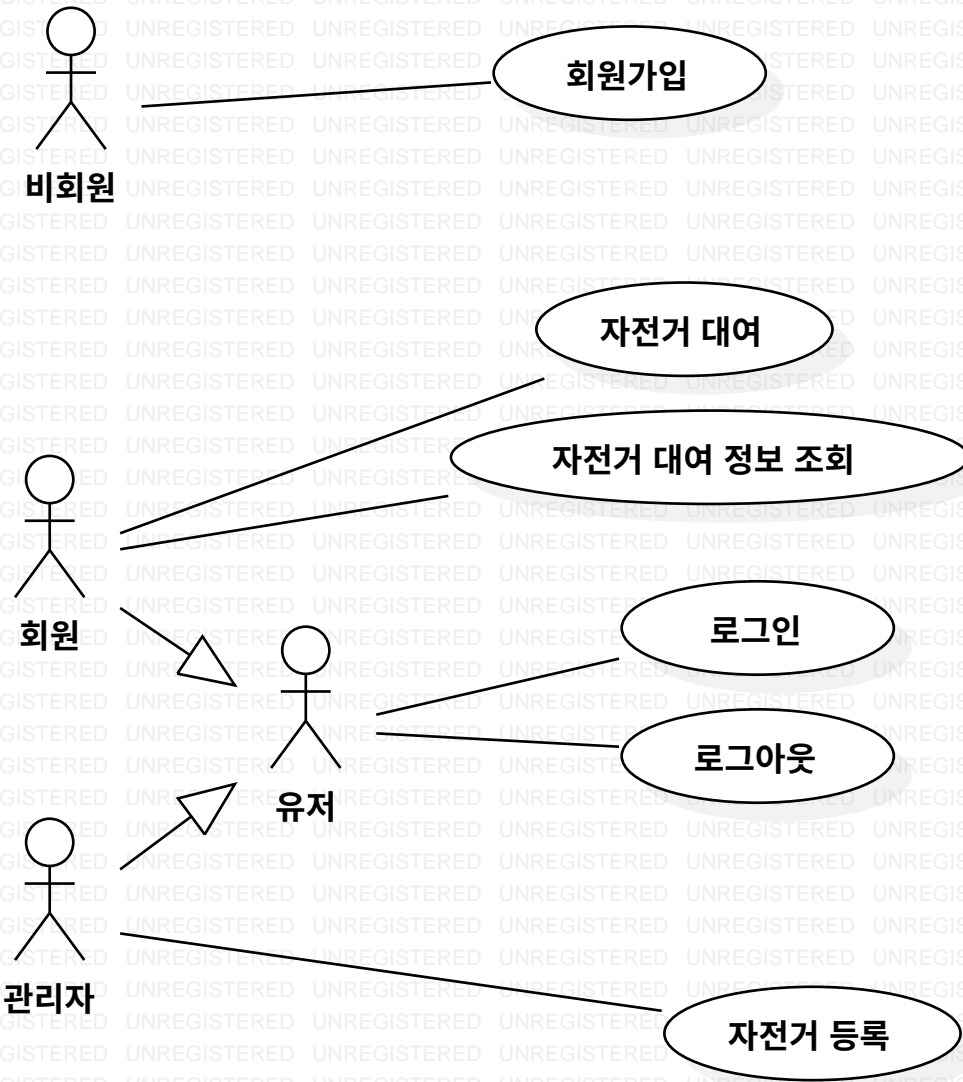 회원가입
비회원
자전거 대여
자전거 대여 정보 조회
회원
로그인
로그아웃
유저
관리자
자전거 등록
UNREGISTERED